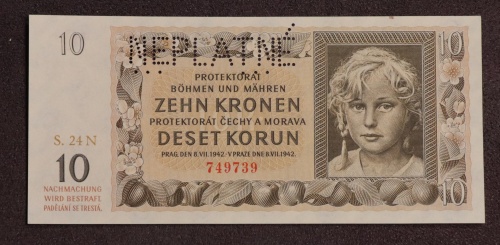 10
NEPLATNÉ
10
PROTEKTORAT
BÖHMEN UND MÄHREN
ZEHN KRONEN
PROTEKTORÁT ČECHY A MORAVA
DESET KORUN
PRAG, DEN 8. VII. 1942. V PRAZE DNE 8. VII. 1942.
749739
S. 24 N
10
NACHMACHUNG
WIRD BESTRAFT.
PADĚLÁNÍ SE TRESTÁ.
10